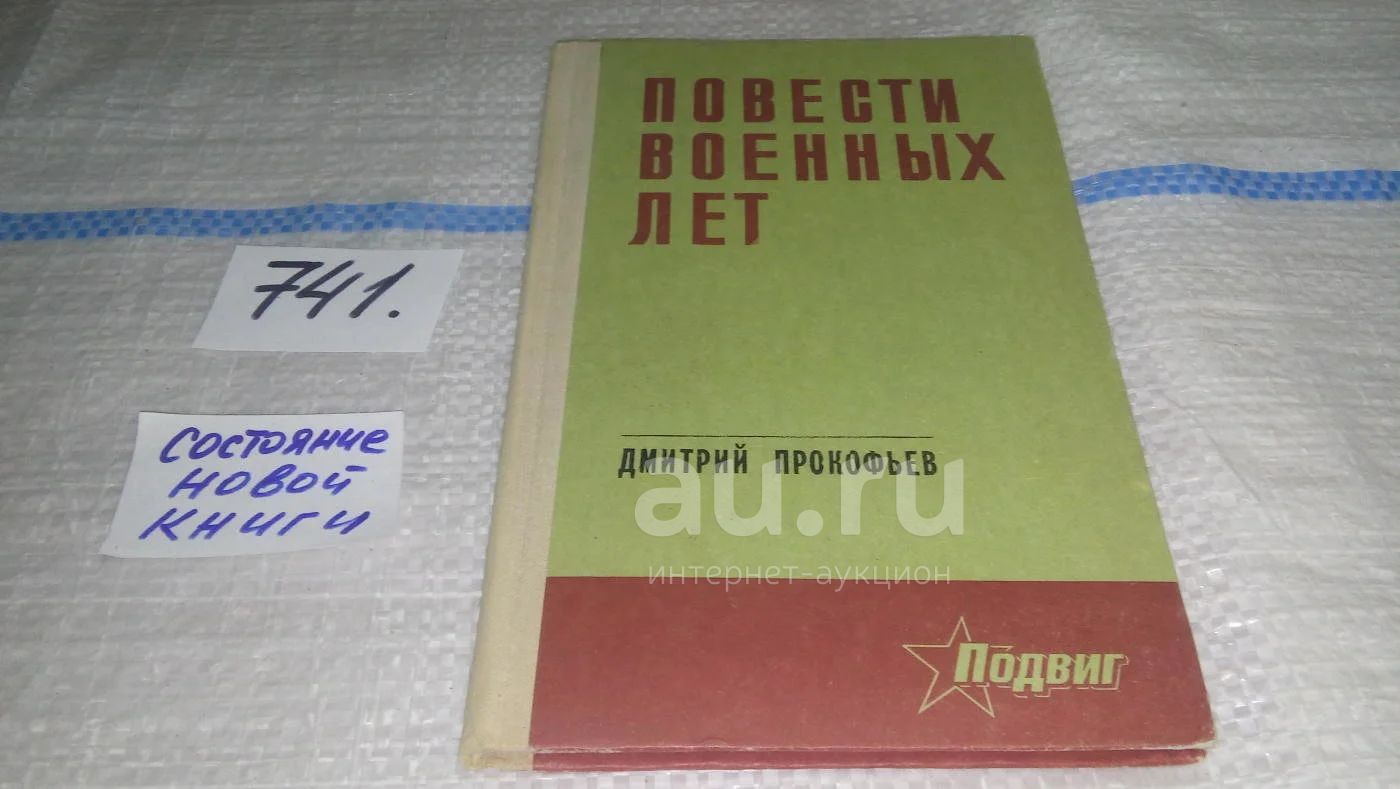 ПОВЕСТИ
ВОЕННЫХ
ЛЕТ
741.
СОСТОЯНИЕ
НОВОЙ
КНИГИ
ДМИТРИЙ ПРОКОФЬЕВ
au.ru
интернет-аукцион
Подвиг